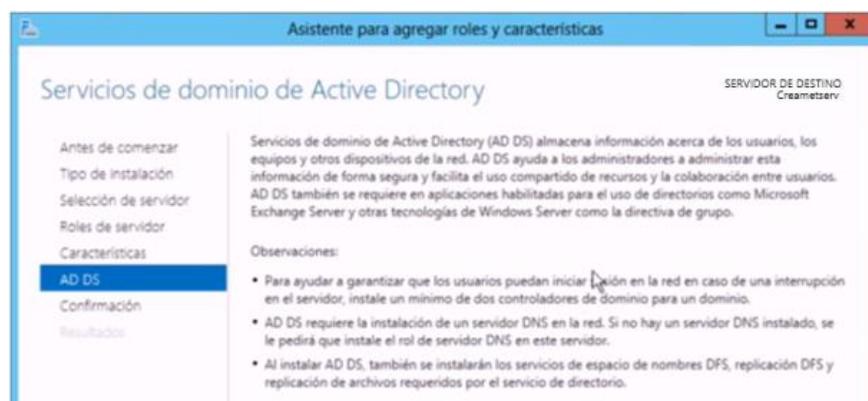 Asistente para agregar roles y características
Servicios de dominio de Active Directory
SERVIDOR DE DESTINO
Creametserv
Antes de comenzar
Tipo de instalación
Selección de servidor
Roles de servidor
Características
AD DS
Confirmación
Resultados
Servicios de dominio de Active Directory (AD DS) almacena información acerca de los usuarios, los
equipos y otros dispositivos de la red. AD DS ayuda a los administradores a administrar esta
información de forma segura y facilita el uso compartido de recursos y la colaboración entre usuarios.
AD DS también se requiere en aplicaciones habilitadas para el uso de directorios como Microsoft
Exchange Server y otras tecnologías de Windows Server como la directiva de grupo.
Observaciones:
• Para ayudar a garantizar que los usuarios puedan iniciar sesión en la red en caso de una interrupción
en el servidor, instale un mínimo de dos controladores de dominio para un dominio.
• AD DS requiere la instalación de un servidor DNS en la red. Si no hay un servidor DNS instalado, se
le pedirá que instale el rol de servidor DNS en este servidor.
• Al instalar AD DS, también se instalarán los servicios de espacio de nombres DFS, replicación DFS y
replicación de archivos requeridos por el servicio de directorio.